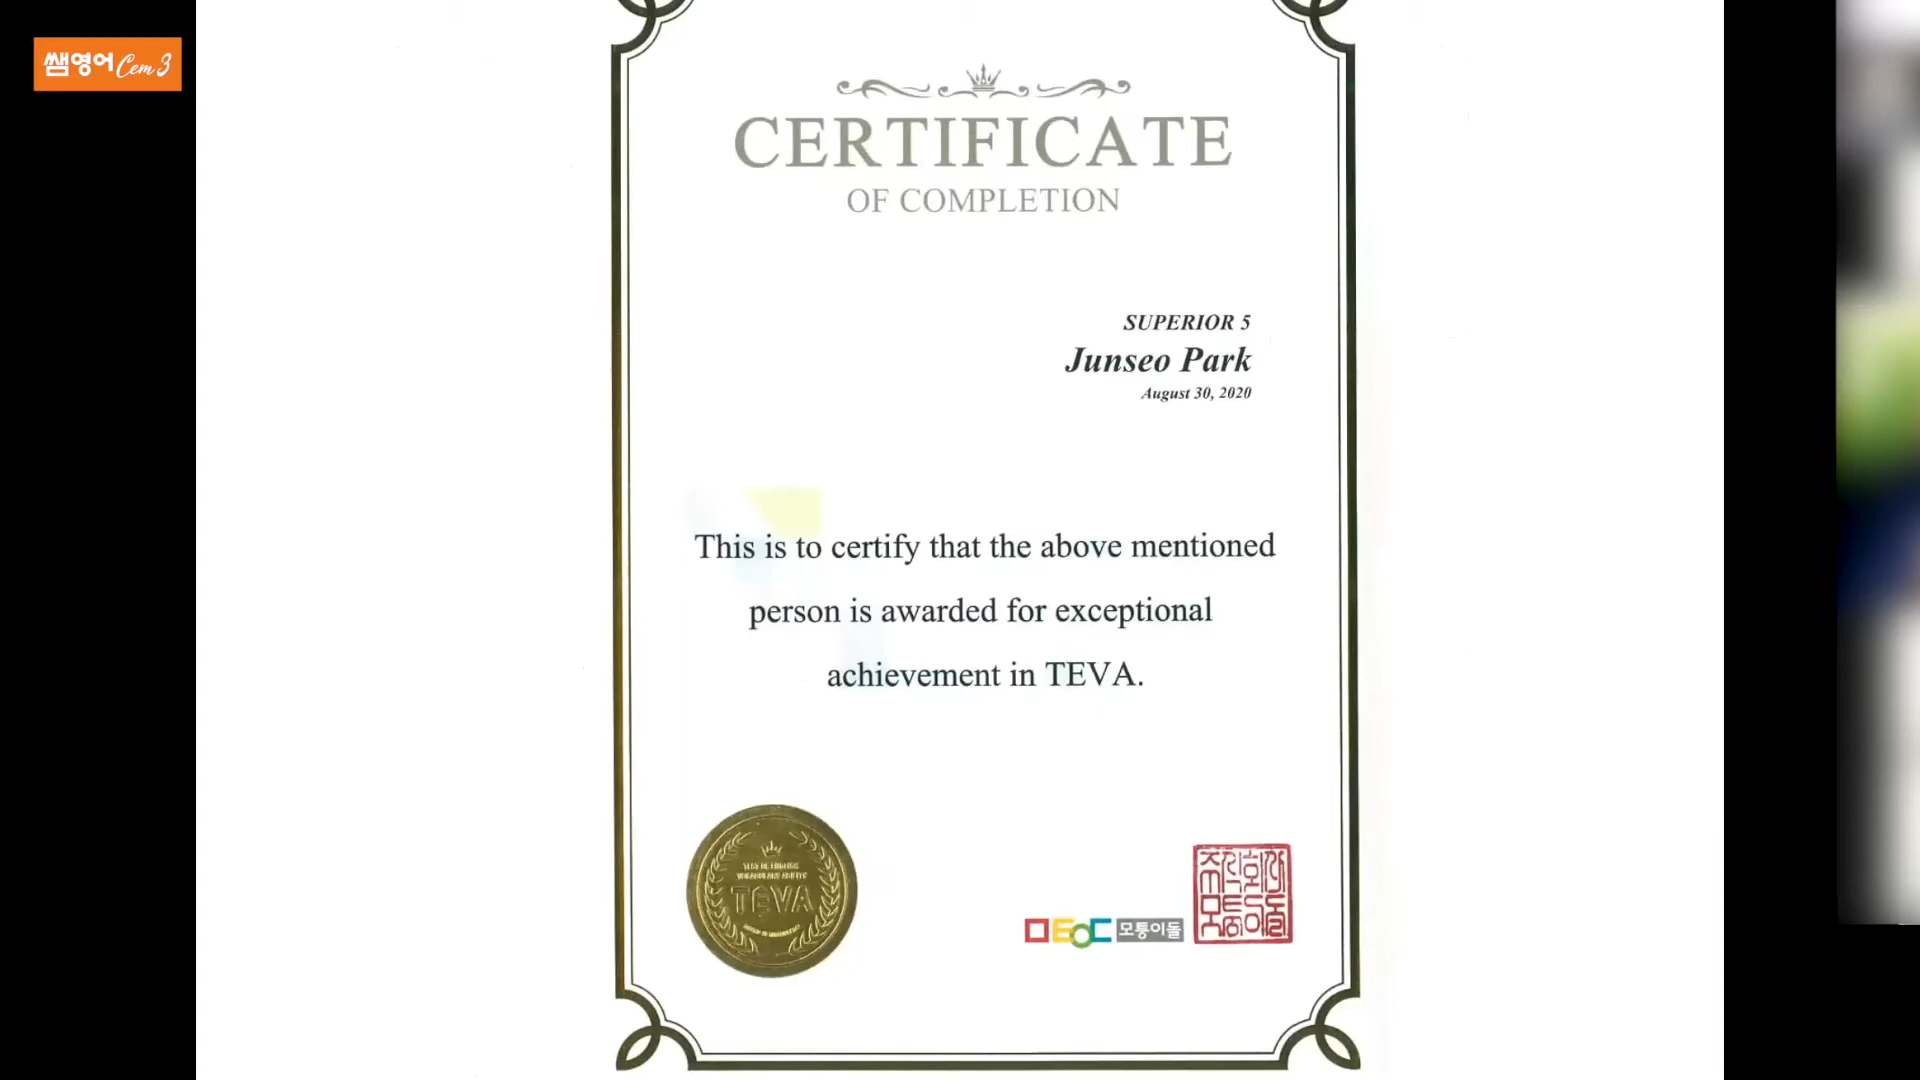 쌤영어 Cem 3
CERTIFICATE
OF COMPLETION
SUPERIOR 5
Junseo Park
August 30, 2020
This is to certify that the above mentioned
person is awarded for exceptional
achievement in TEVA.
TEVA
모퉁이돌